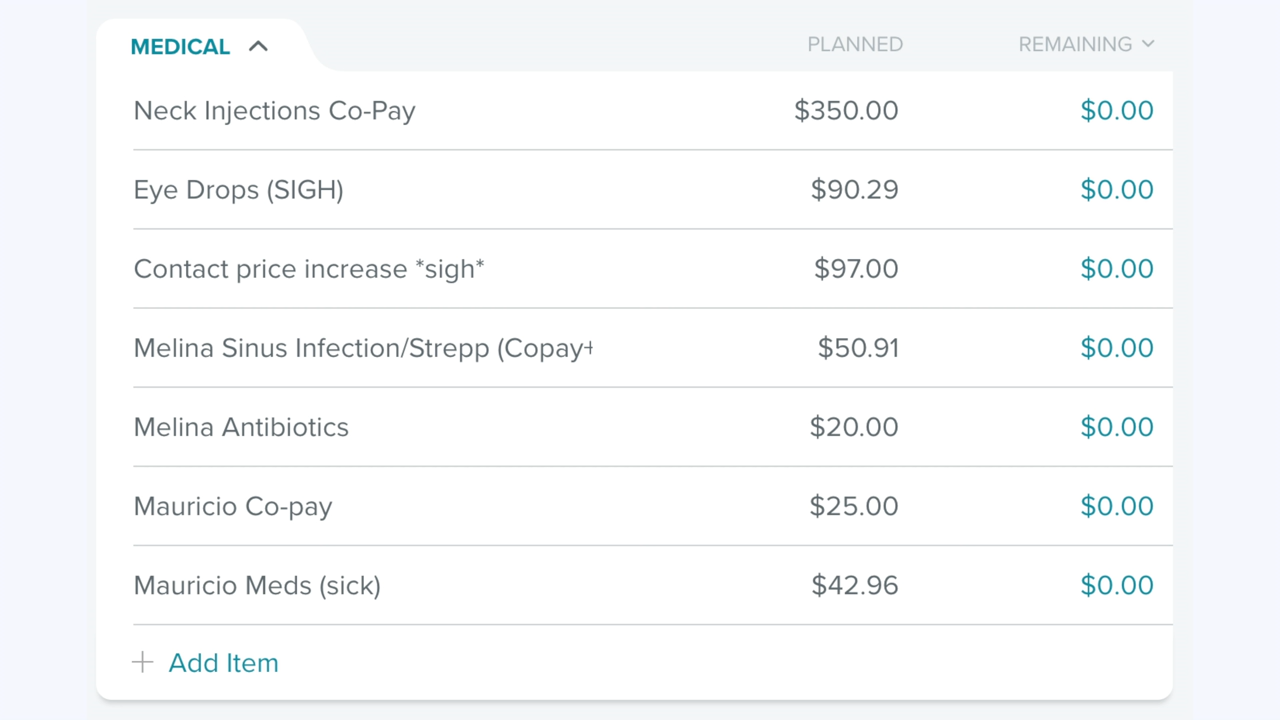 MEDICAL PLANNED REMAINING
Neck Injections Co-Pay $350.00 $0.00
Eye Drops (SIGH) $90.29 $0.00
Contact price increase *sigh* $97.00 $0.00
Melina Sinus Infection/Strepp (Copay+ $50.91 $0.00
Melina Antibiotics $20.00 $0.00
Mauricio Co-pay $25.00 $0.00
Mauricio Meds (sick) $42.96 $0.00
+ Add Item